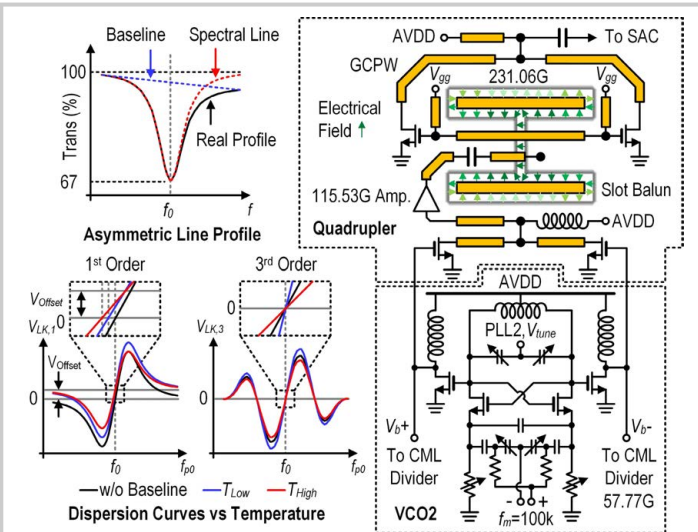 Baseline
Spectral Line
100
Trans (%)
67
Real Profile
f0
f
Asymmetric Line Profile
1st Order
3rd Order
VOffset
0
0
VLK,1
VLK,3
VOffset
0
0
f0
fp0
f0
fp0
w/o Baseline
TLow
THigh
Dispersion Curves vs Temperature
AVDD
To SAC
GCPW
Vgg
231.06G
Vgg
Electrical
Field
115.53G Amp.
Slot Balun
Quadrupler
AVDD
AVDD
PLL2, Vtune
Vb+
To CML
Divider
Vb-
To CML
Divider
57.77G
- +
fm=100k
VCO2